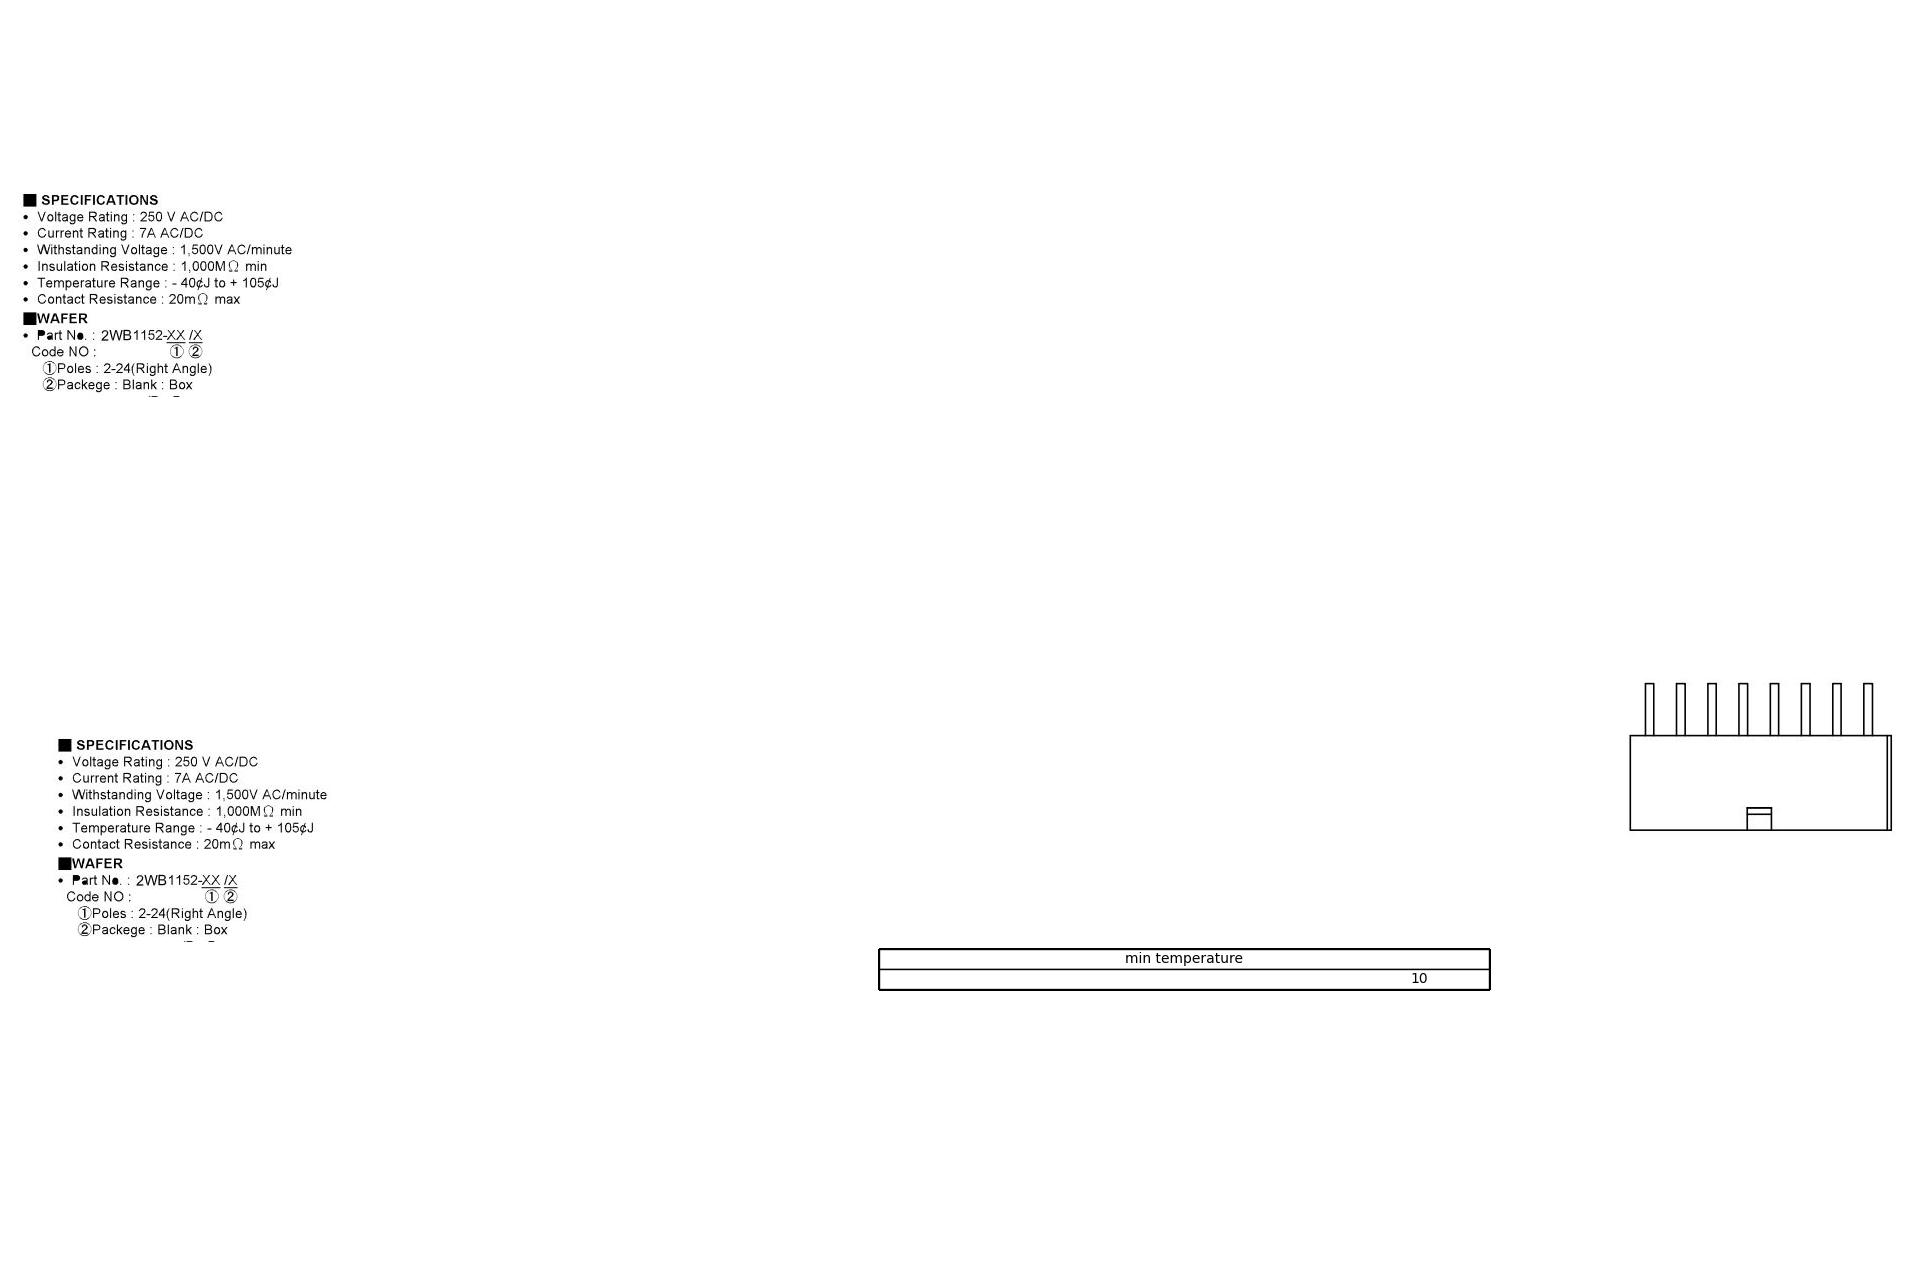 ■ SPECIFICATIONS
• Voltage Rating : 250 V AC/DC
• Current Rating : 7A AC/DC
• Withstanding Voltage : 1,500V AC/minute
• Insulation Resistance : 1,000MΩ min
• Temperature Range : - 40¢J to + 105¢J
• Contact Resistance : 20mΩ max
■WAFER
• Part No. : 2WB1152-XX /X
Code NO : ① ②
①Poles : 2-24(Right Angle)
②Packege : Blank : Box
■ SPECIFICATIONS
• Voltage Rating : 250 V AC/DC
• Current Rating : 7A AC/DC
• Withstanding Voltage : 1,500V AC/minute
• Insulation Resistance : 1,000MΩ min
• Temperature Range : - 40¢J to + 105¢J
• Contact Resistance : 20mΩ max
■WAFER
• Part No. : 2WB1152-XX /X
Code NO : ① ②
①Poles : 2-24(Right Angle)
②Packege : Blank : Box
min temperature
10